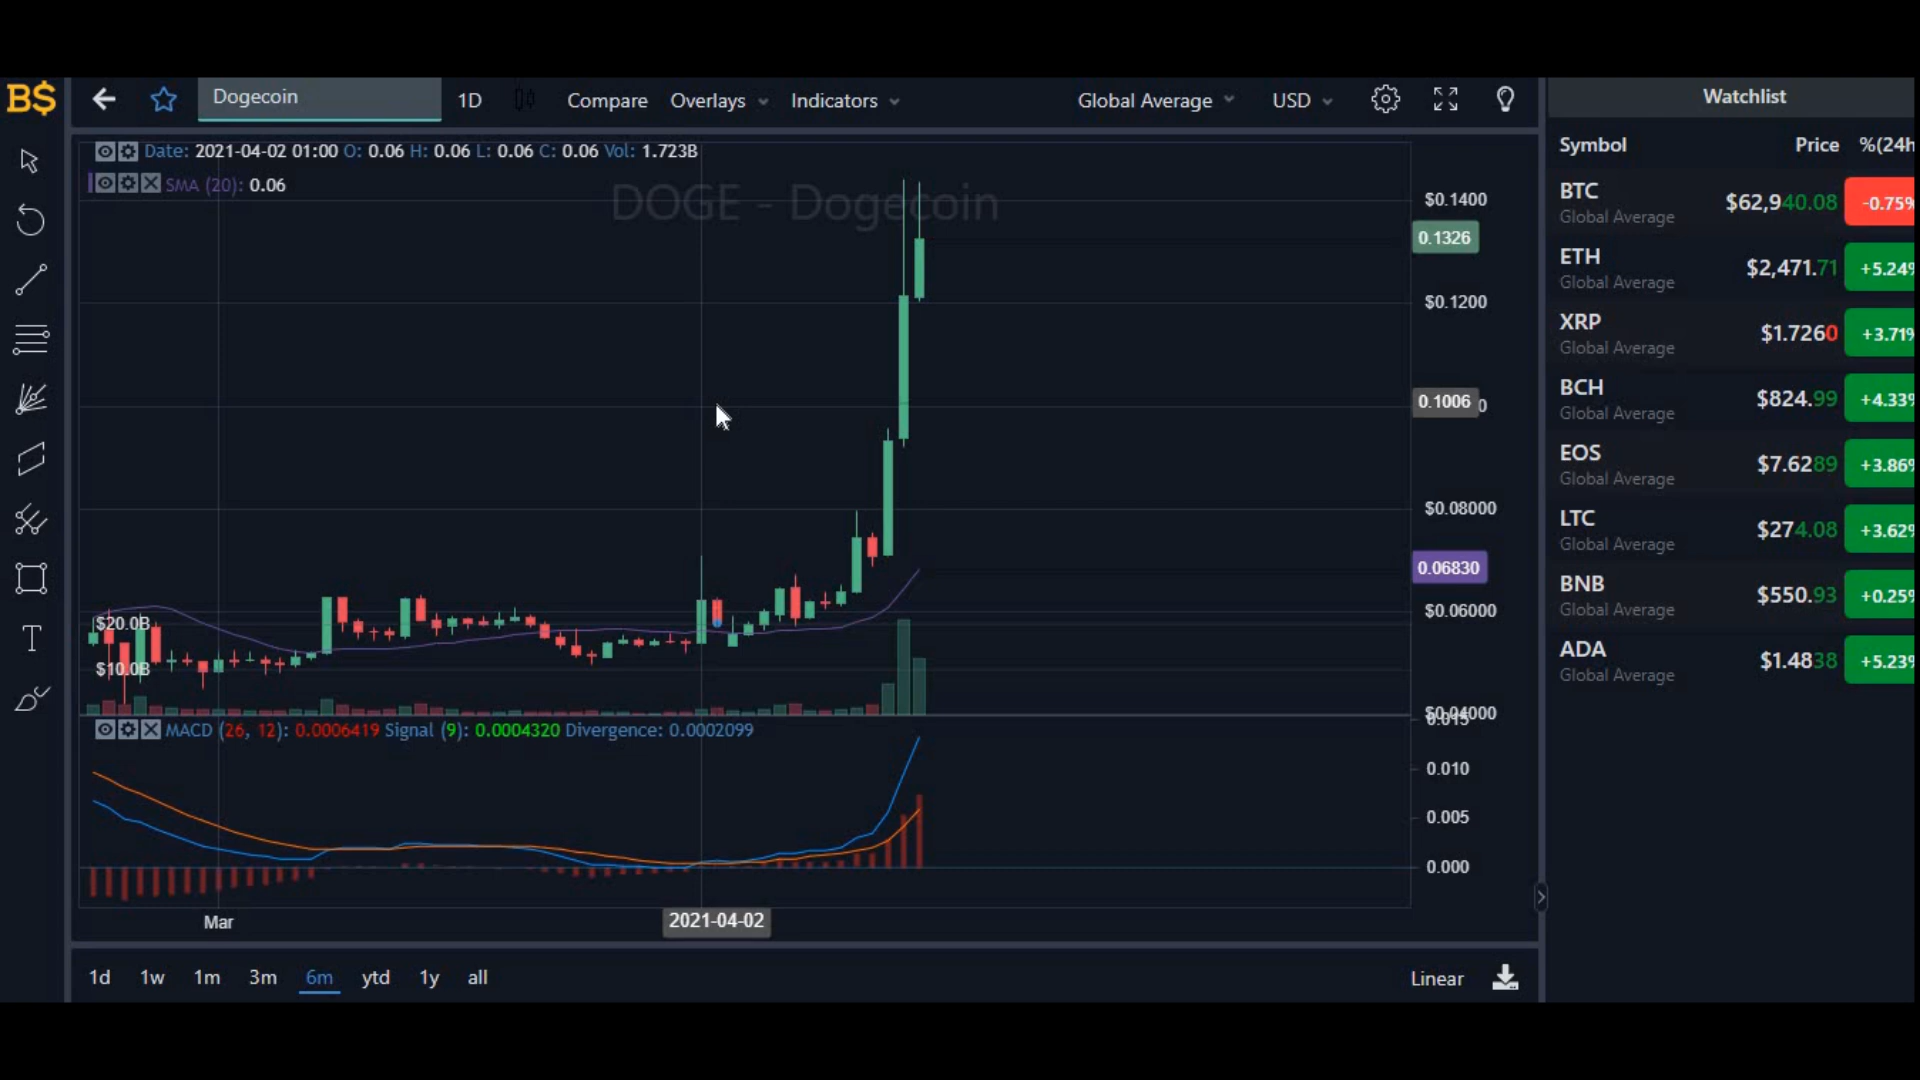 B$
Dogecoin
1D
Compare
Overlays
Indicators
Global Average
USD
Date: 2021-04-02 01:00 O: 0.06 H: 0.06 L: 0.06 C: 0.06 Vol: 1.723B
SMA (20): 0.06
DOGE - Dogecoin
$0.1400
0.1326
$0.1200
0.1006
$0.08000
0.06830
$0.06000
$0.04000
$20.0B
$10.0B
MACD (26, 12): 0.0006419 Signal (9): 0.0004320 Divergence: 0.0002099
0.015
0.010
0.005
0.000
Mar
2021-04-02
1d 1w 1m 3m 6m ytd 1y all
Linear
Watchlist
Symbol Price %(24h
BTC $62,940.08 -0.75%
Global Average
ETH $2,471.71 +5.24%
Global Average
XRP $1.7260 +3.71%
Global Average
BCH $824.99 +4.33%
Global Average
EOS $7.6289 +3.86%
Global Average
LTC $274.08 +3.62%
Global Average
BNB $550.93 +0.25%
Global Average
ADA $1.4838 +5.23%
Global Average